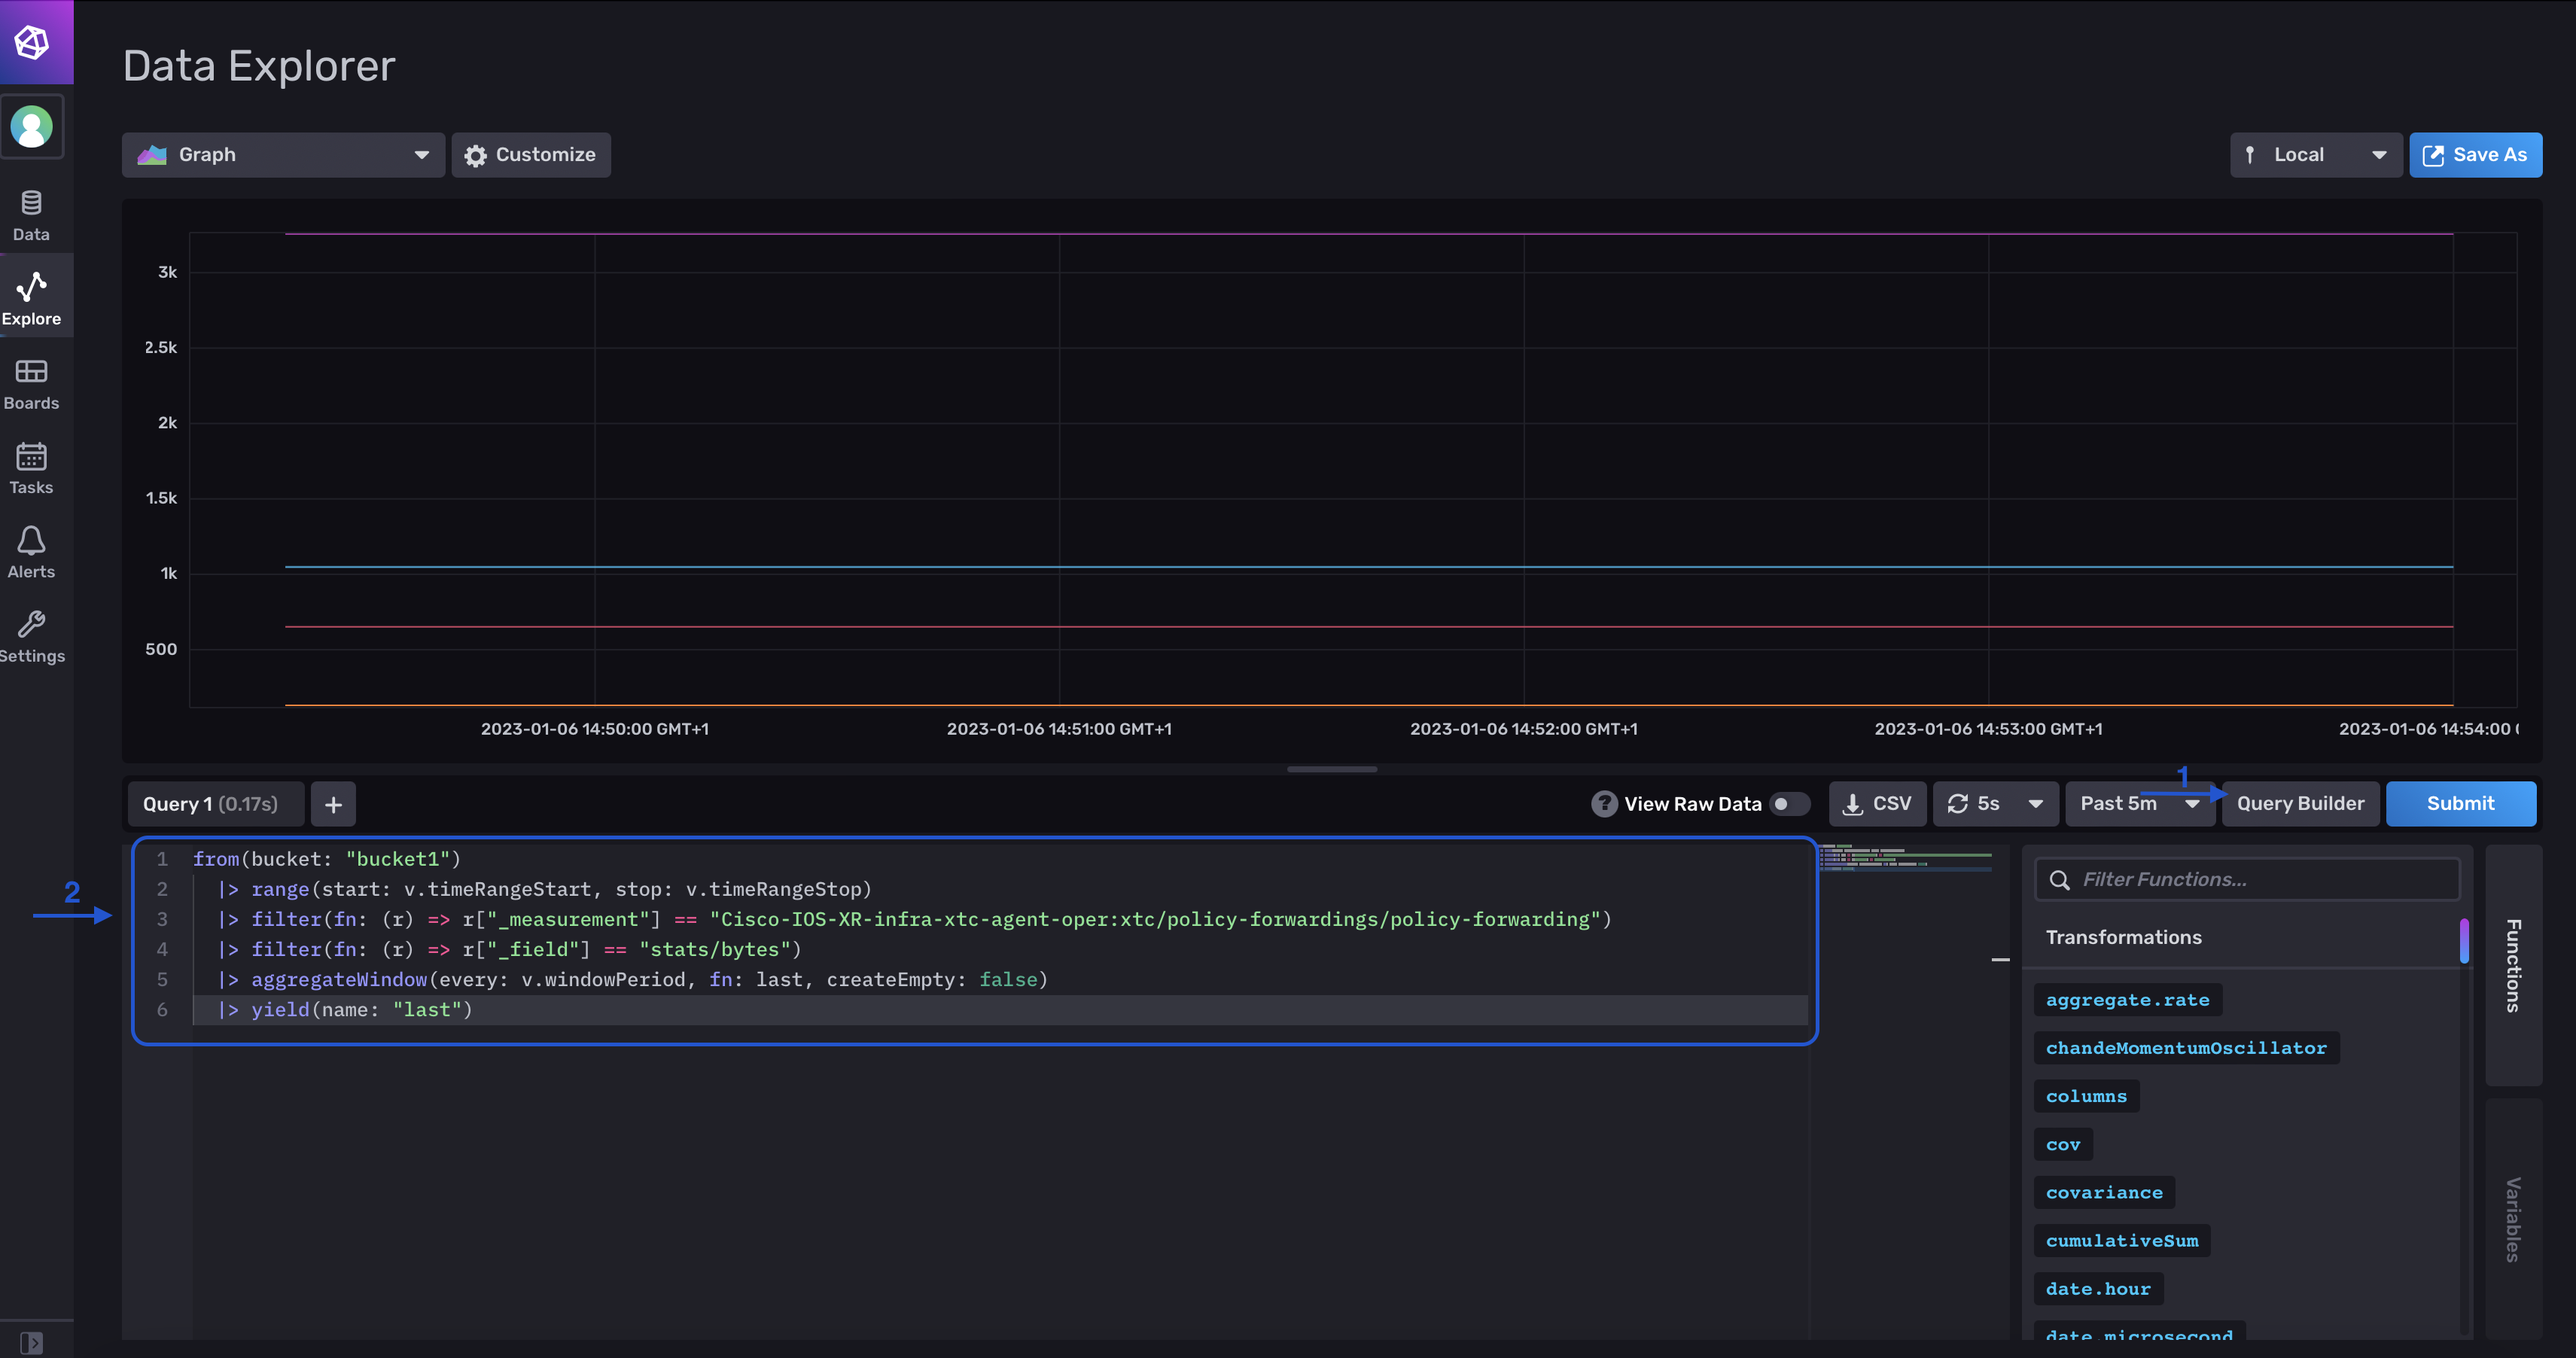 Data Explorer
Graph
Customize
Local
Save As
Data
Explore
Boards
Tasks
Alerts
Settings
3k
2.5k
2k
1.5k
1k
500
2023-01-06 14:50:00 GMT+1
2023-01-06 14:51:00 GMT+1
2023-01-06 14:52:00 GMT+1
2023-01-06 14:53:00 GMT+1
2023-01-06 14:54:00
1
Query 1 (0.17s)
+
? View Raw Data
CSV
5s
Past 5m
Query Builder
Submit
2
1 from(bucket: "bucket1")
2 |> range(start: v.timeRangeStart, stop: v.timeRangeStop)
3 |> filter(fn: (r) => r["_measurement"] == "Cisco-IOS-XR-infra-xtc-agent-oper:xtc/policy-forwardings/policy-forwarding")
4 |> filter(fn: (r) => r["_field"] == "stats/bytes")
5 |> aggregateWindow(every: v.windowPeriod, fn: last, createEmpty: false)
6 |> yield(name: "last")
Filter Functions...
Transformations
aggregate.rate
chandeMomentumOscillator
columns
cov
covariance
cumulativeSum
date.hour
date.microsecond
Functions
Variables